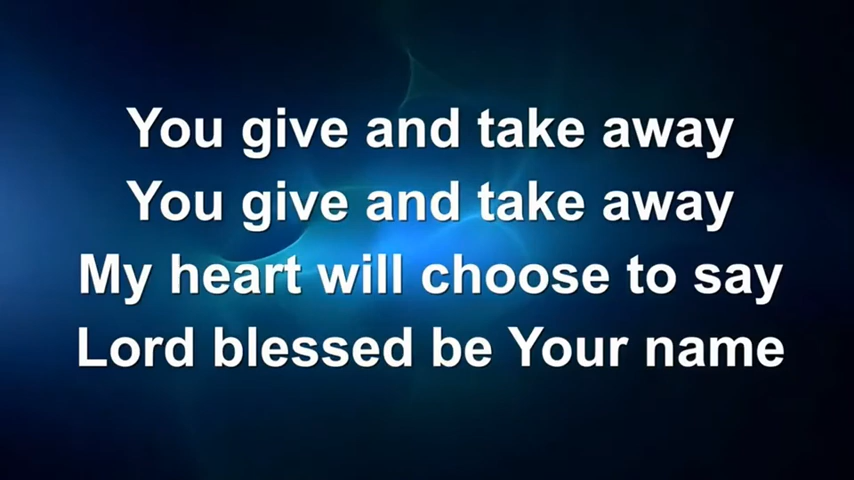 You give and take away
You give and take away
My heart will choose to say
Lord blessed be Your name